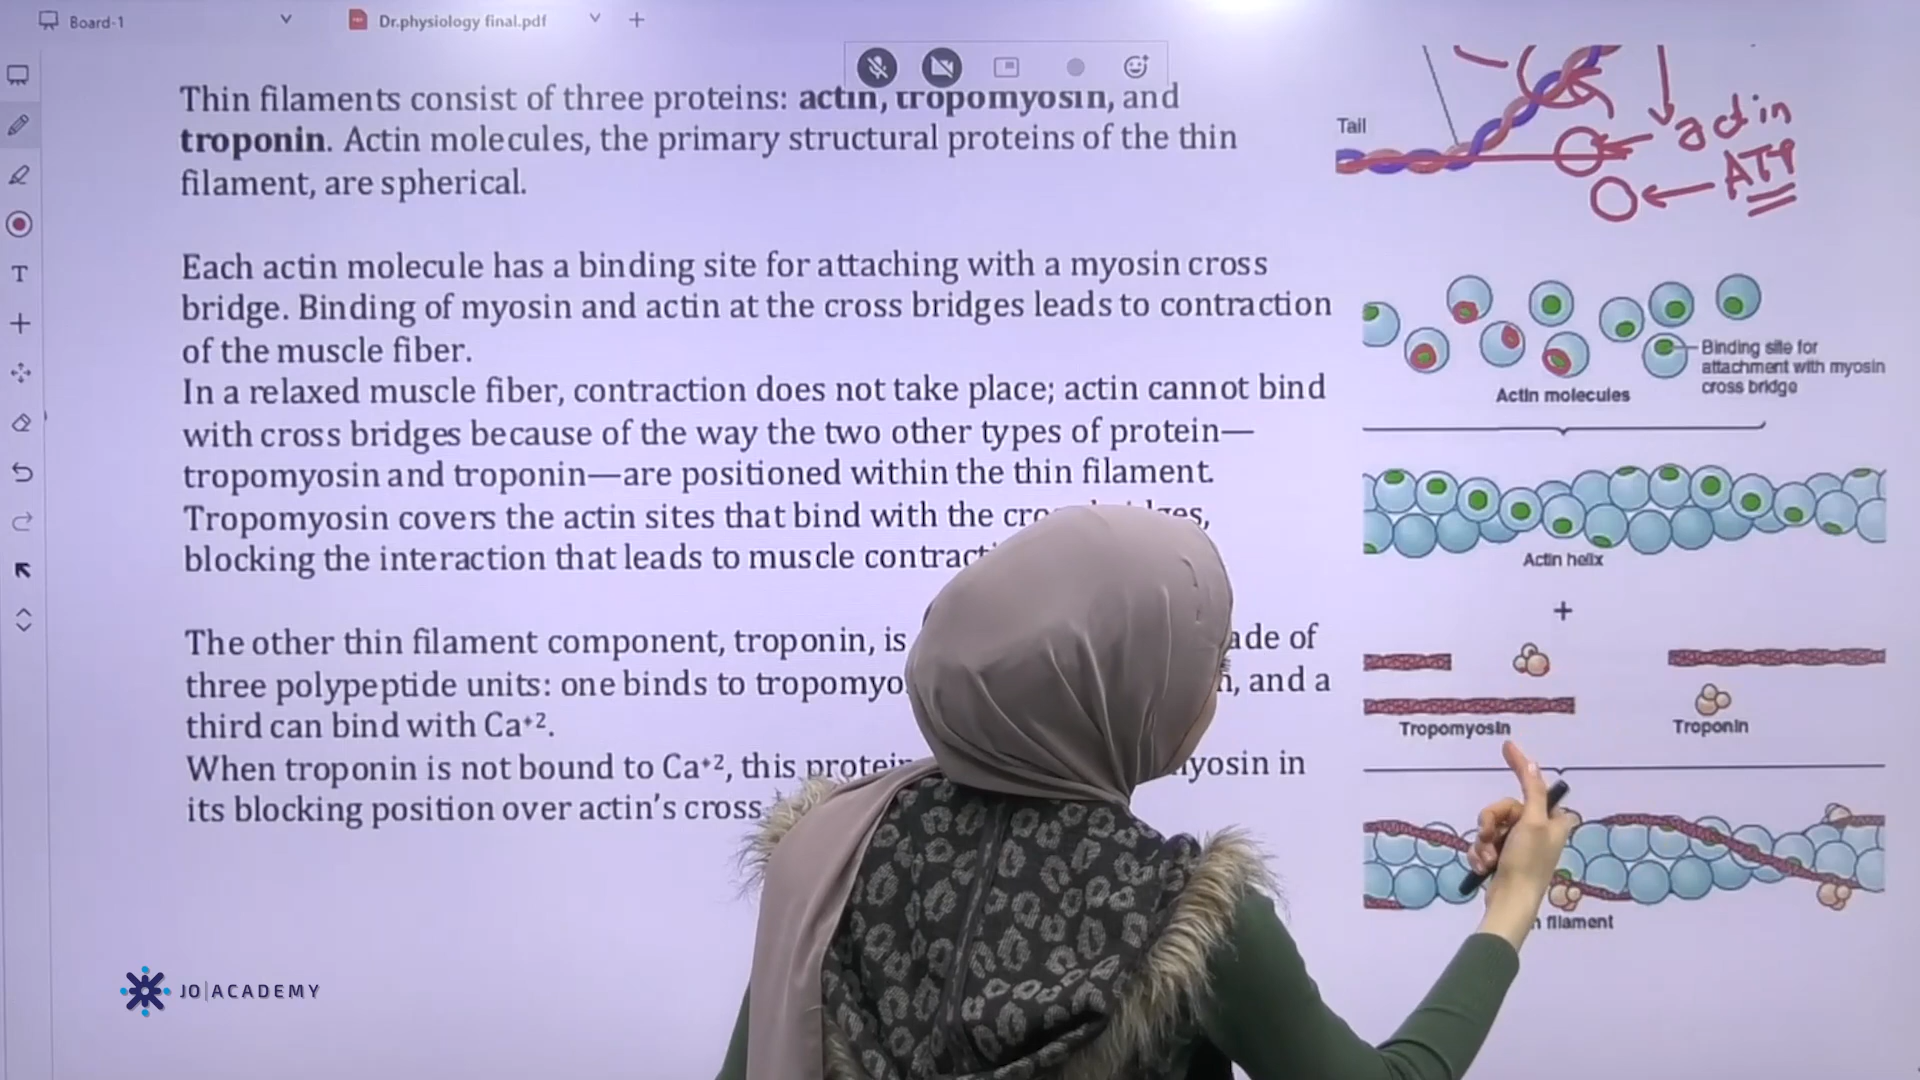 Board-1
Dr.physiology final.pdf
Thin filaments consist of three proteins: actin, tropomyosin, and
troponin. Actin molecules, the primary structural proteins of the thin
filament, are spherical.
Each actin molecule has a binding site for attaching with a myosin cross
bridge. Binding of myosin and actin at the cross bridges leads to contraction
of the muscle fiber.
In a relaxed muscle fiber, contraction does not take place; actin cannot bind
with cross bridges because of the way the two other types of protein—
tropomyosin and troponin—are positioned within the thin filament.
Tropomyosin covers the actin sites that bind with the
blocking the interaction that leads to muscle
The other thin filament component, troponin, is
three polypeptide units: one binds to and a
third can bind with Ca+2.
When troponin is not bound to Ca+2, this in
its blocking position over actin's cross
Tail
actin
ATP
Binding site for
attachment with myosin
cross bridge
Actin molecules
Actin helix
+
Tropomyosin
Troponin
filament
JO|ACADEMY